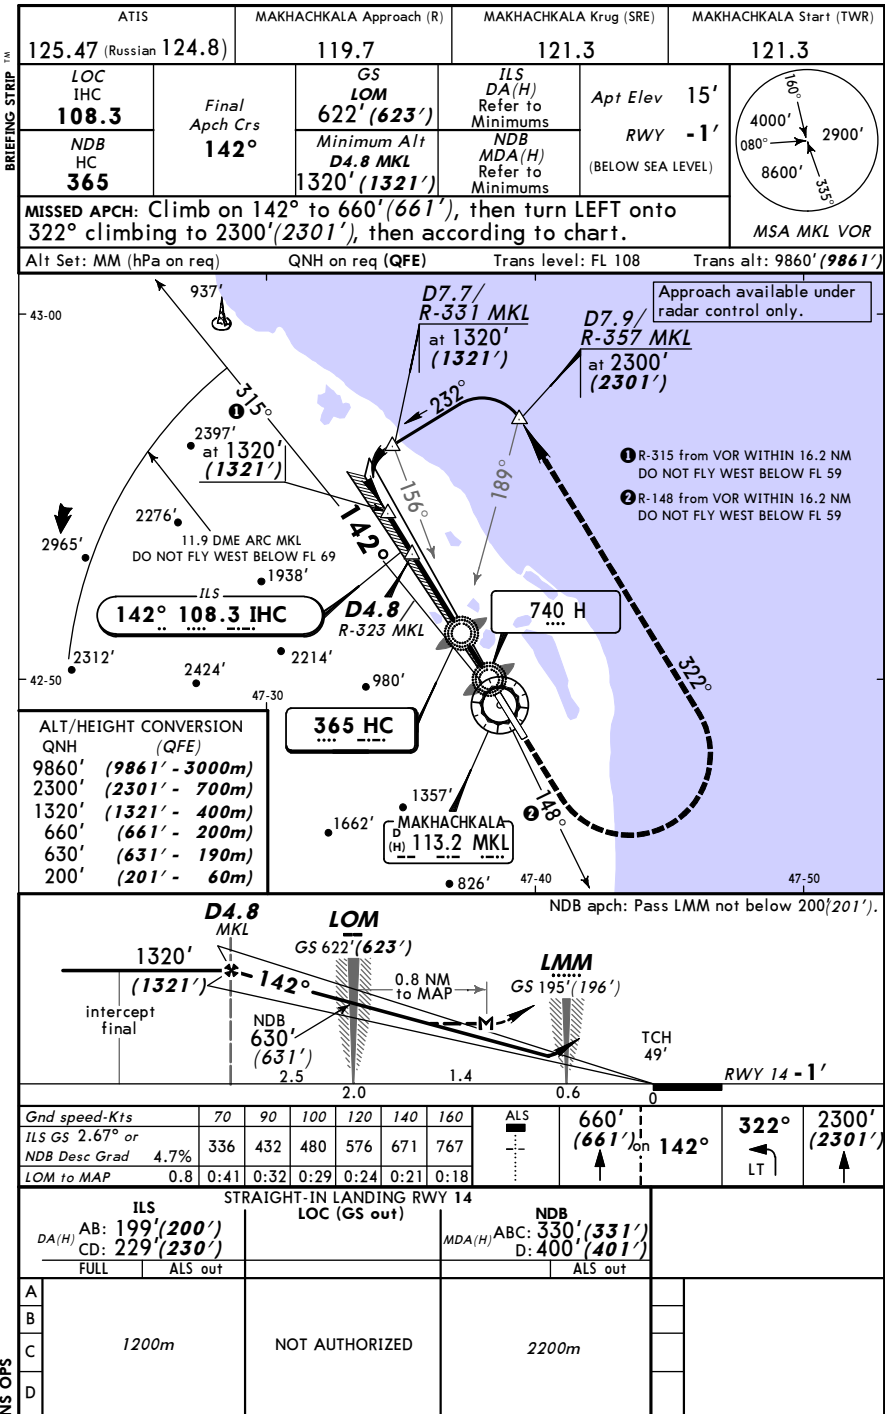 ATIS
125.47 (Russian 124.8)
MAKHACHKALA Approach (R)
119.7
MAKHACHKALA Krug (SRE)
121.3
MAKHACHKALA Start (TWR)
121.3
BRIEFING STRIP TM
LOC
IHC
108.3
Final
Apch Crs
142°
GS
LOM
622' (623')
ILS
DA(H)
Refer to
Minimums
Apt Elev 15'
RWY -1'
(BELOW SEA LEVEL)
NDB
HC
365
Minimum Alt
D4.8 MKL
1320' (1321')
NDB
MDA(H)
Refer to
Minimums
160°
4000'
2900'
080°
8600'
335°
MSA MKL VOR
MISSED APCH: Climb on 142° to 660'(661'), then turn LEFT onto
322° climbing to 2300'(2301'), then according to chart.
Alt Set: MM (hPa on req) QNH on req (QFE) Trans level: FL 108 Trans alt: 9860' (9861')
43-00
937'
D7.7/
R-331 MKL
at 1320'
(1321')
D7.9/
R-357 MKL
at 2300'
(2301')
Approach available under
radar control only.
315°
1
232°
2397'
at 1320'
(1321')
156°
189°
1 R-315 from VOR WITHIN 16.2 NM
DO NOT FLY WEST BELOW FL 59
2 R-148 from VOR WITHIN 16.2 NM
DO NOT FLY WEST BELOW FL 59
2276'
2965'
11.9 DME ARC MKL
DO NOT FLY WEST BELOW FL 69
142°
1938'
ILS
142° 108.3 IHC
D4.8
R-323 MKL
740 H
2312'
2214'
2424'
980'
322°
42-50
47-30
365 HC
ALT/HEIGHT CONVERSION
QNH (QFE)
9860' (9861' - 3000m)
2300' (2301' - 700m)
1320' (1321' - 400m)
660' (661' - 200m)
630' (631' - 190m)
200' (201' - 60m)
1357'
1662'
MAKHACHKALA
D
(H) 113.2 MKL
2
148°
826'
47-40
47-50
NDB apch: Pass LMM not below 200'(201').
D4.8
MKL
LOM
GS 622'(623')
1320'
(1321')
142°
0.8 NM
to MAP
LMM
GS 195'(196')
intercept
final
NDB
630'
(631')
M
TCH
49'
RWY 14 -1'
2.5
1.4
2.0
0.6
0
Gnd speed-Kts 70 90 100 120 140 160
ILS GS 2.67° or
NDB Desc Grad 4.7% 336 432 480 576 671 767
LOM to MAP 0.8 0:41 0:32 0:29 0:24 0:21 0:18
ALS
660'
(661') on 142°
322°
LT
2300'
(2301')
STRAIGHT-IN LANDING RWY 14
ILS
LOC (GS out)
NDB
DA(H) AB: 199'(200')
CD: 229'(230')
MDA(H) ABC: 330'(331')
D: 400'(401')
FULL
ALS out
ALS out
A
B
C
D
1200m
NOT AUTHORIZED
2200m
NS OPS